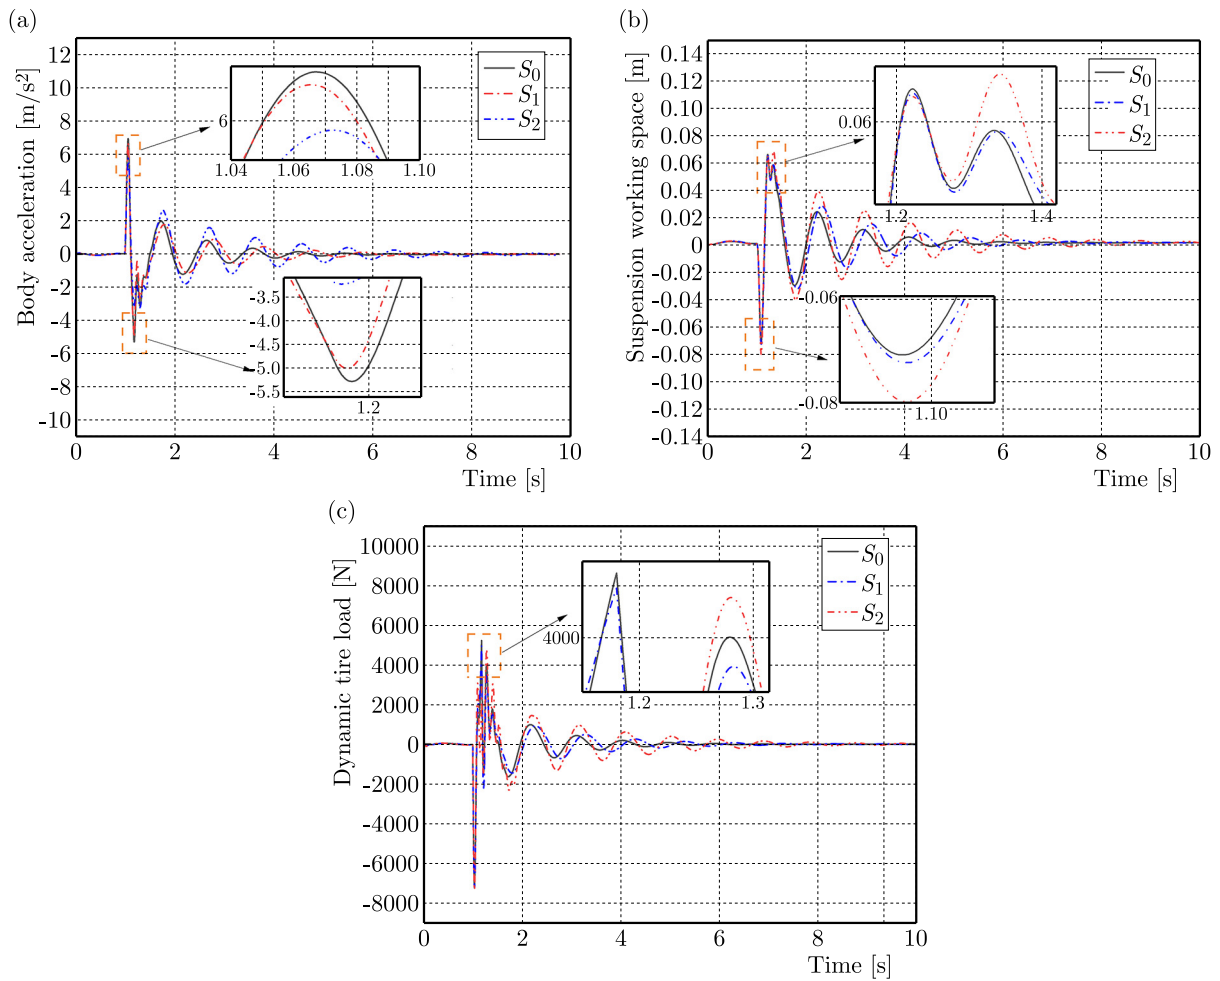 (a)
Body acceleration [m/s²]
12
10
8
6
4
2
0
-2
-4
-6
-8
-10
0 2 4 6 8 10
Time [s]
S₀
S₁
S₂
6
1.04 1.06 1.08 1.10
-3.5
-4.0
-4.5
-5.0
-5.5
1.2
(b)
Suspension working space [m]
0.14
0.12
0.10
0.08
0.06
0.04
0.02
0
-0.02
-0.04
-0.06
-0.08
-0.10
-0.12
-0.14
0 2 4 6 8 10
Time [s]
S₀
S₁
S₂
0.06
1.2 1.4
-0.06
-0.08
1.10
(c)
Dynamic tire load [N]
10000
8000
6000
4000
2000
0
-2000
-4000
-6000
-8000
0 2 4 6 8 10
Time [s]
S₀
S₁
S₂
4000
1.2 1.3